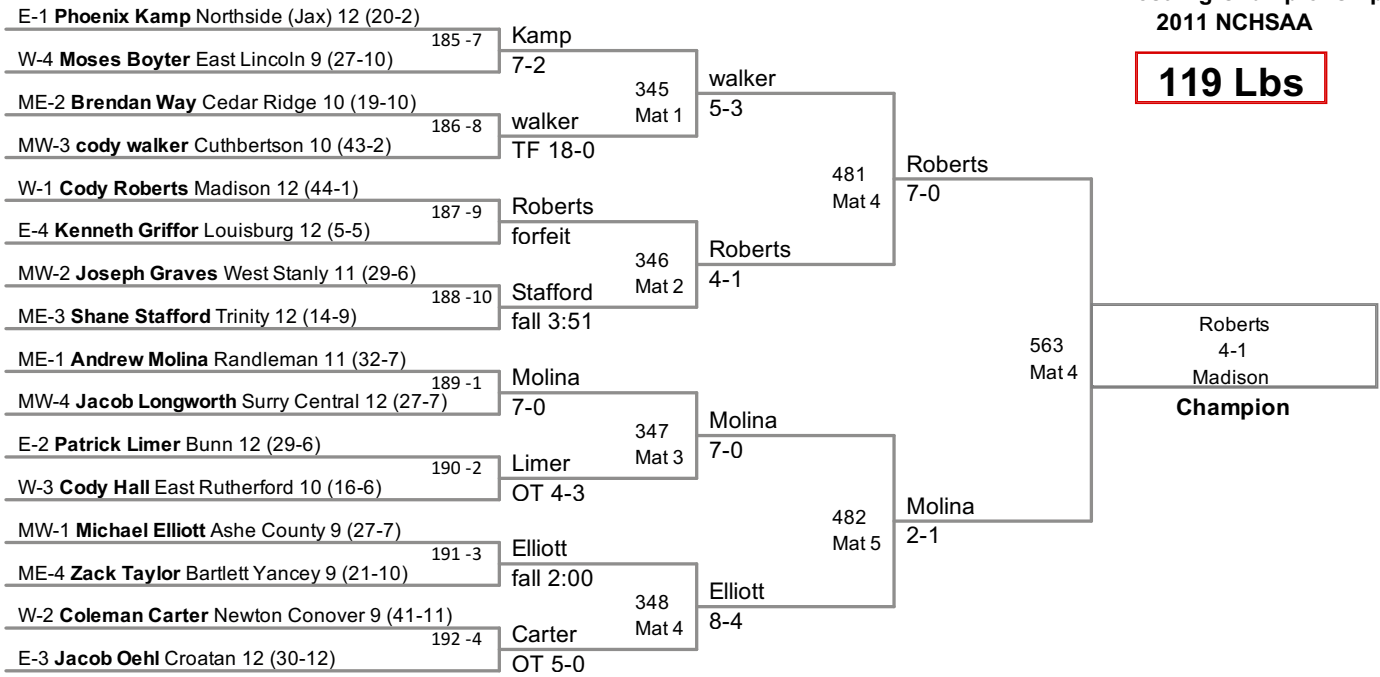 2011 NCHSAA
119 Lbs
E-1 Phoenix Kamp Northside (Jax) 12 (20-2)
185 -7
W-4 Moses Boyter East Lincoln 9 (27-10)
Kamp
7-2
ME-2 Brendan Way Cedar Ridge 10 (19-10)
186 -8
MW-3 cody walker Cuthbertson 10 (43-2)
walker
TF 18-0
345
Mat 1
walker
5-3
W-1 Cody Roberts Madison 12 (44-1)
187 -9
E-4 Kenneth Griffor Louisburg 12 (5-5)
Roberts
forfeit
MW-2 Joseph Graves West Stanly 11 (29-6)
188 -10
ME-3 Shane Stafford Trinity 12 (14-9)
Stafford
fall 3:51
346
Mat 2
Roberts
4-1
481
Mat 4
Roberts
7-0
ME-1 Andrew Molina Randleman 11 (32-7)
189 -1
MW-4 Jacob Longworth Surry Central 12 (27-7)
Molina
7-0
E-2 Patrick Limer Bunn 12 (29-6)
190 -2
W-3 Cody Hall East Rutherford 10 (16-6)
Limer
OT 4-3
347
Mat 3
Molina
7-0
MW-1 Michael Elliott Ashe County 9 (27-7)
191 -3
ME-4 Zack Taylor Bartlett Yancey 9 (21-10)
Elliott
fall 2:00
W-2 Coleman Carter Newton Conover 9 (41-11)
192 -4
E-3 Jacob Oehl Croatan 12 (30-12)
Carter
OT 5-0
348
Mat 4
Elliott
8-4
482
Mat 5
Molina
2-1
563
Mat 4
Roberts
4-1
Madison
Champion